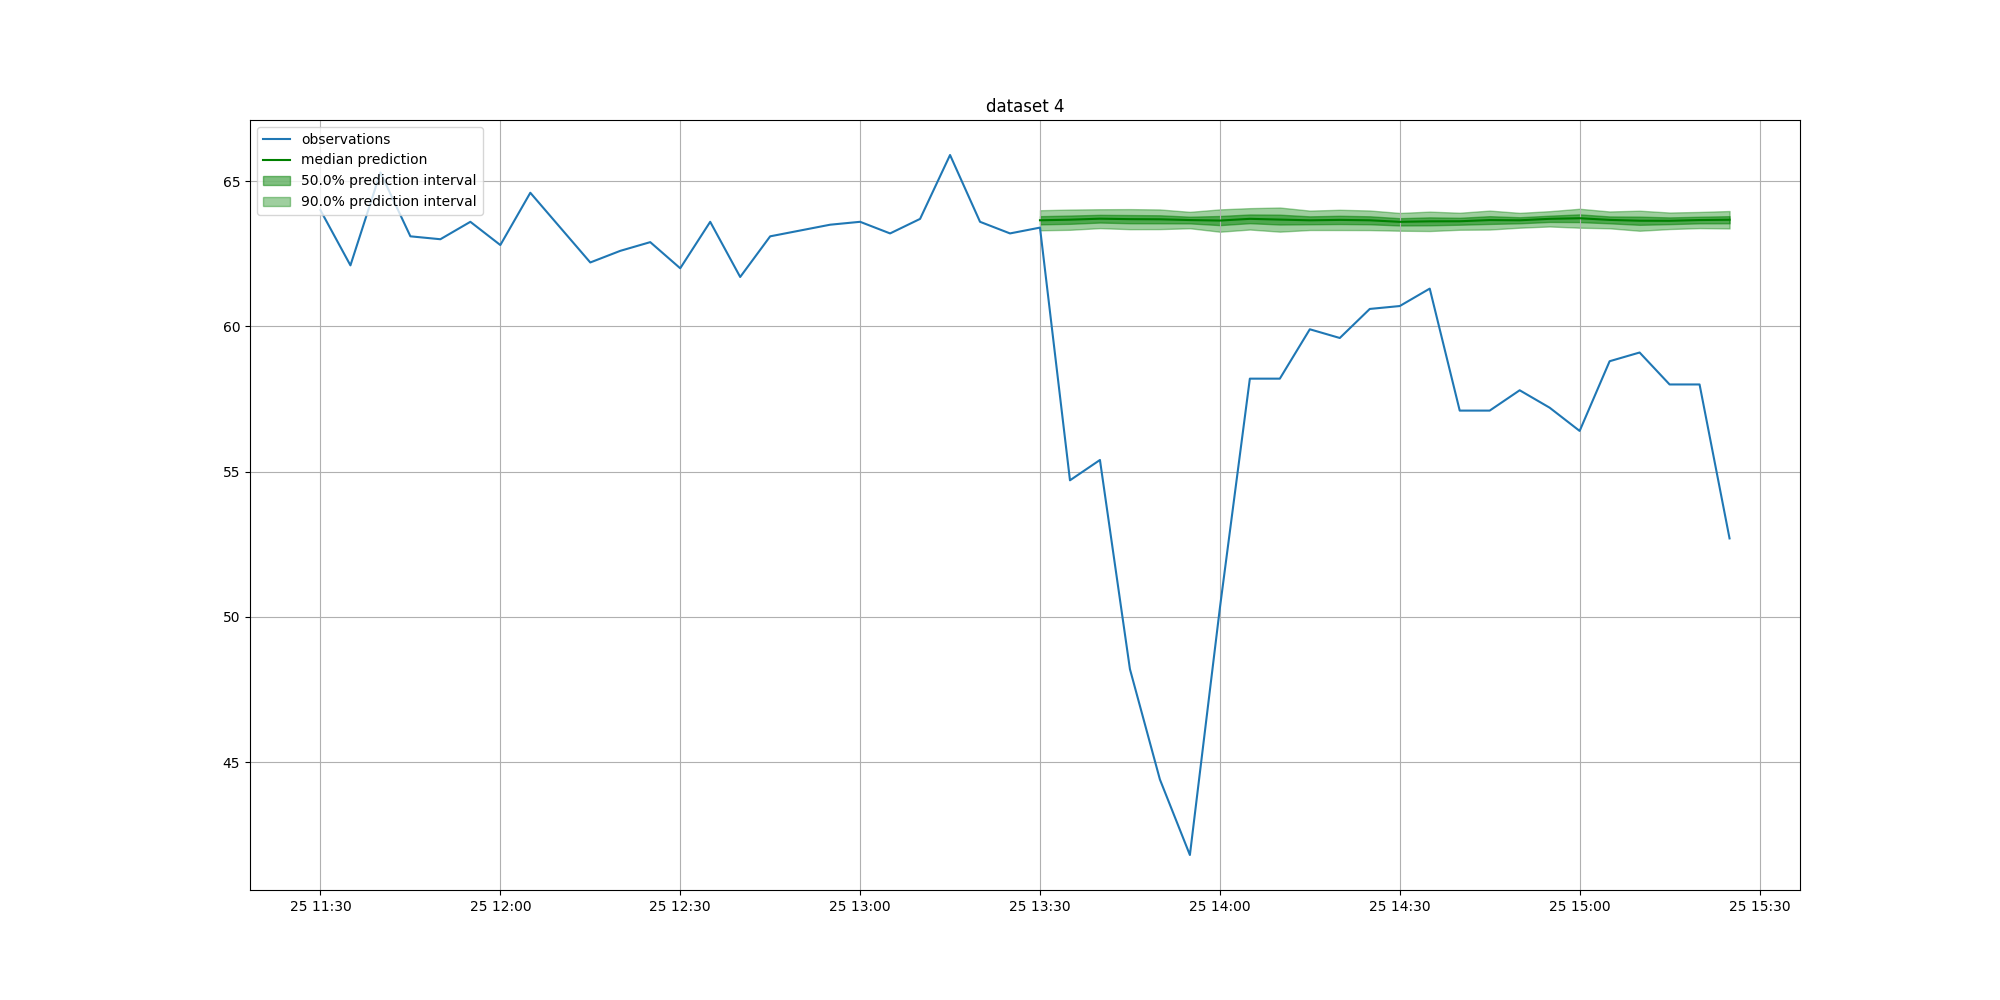 dataset 4
observations
median prediction
50.0% prediction interval
90.0% prediction interval
65
60
55
50
45
25 11:30 25 12:00 25 12:30 25 13:00 25 13:30 25 14:00 25 14:30 25 15:00 25 15:30